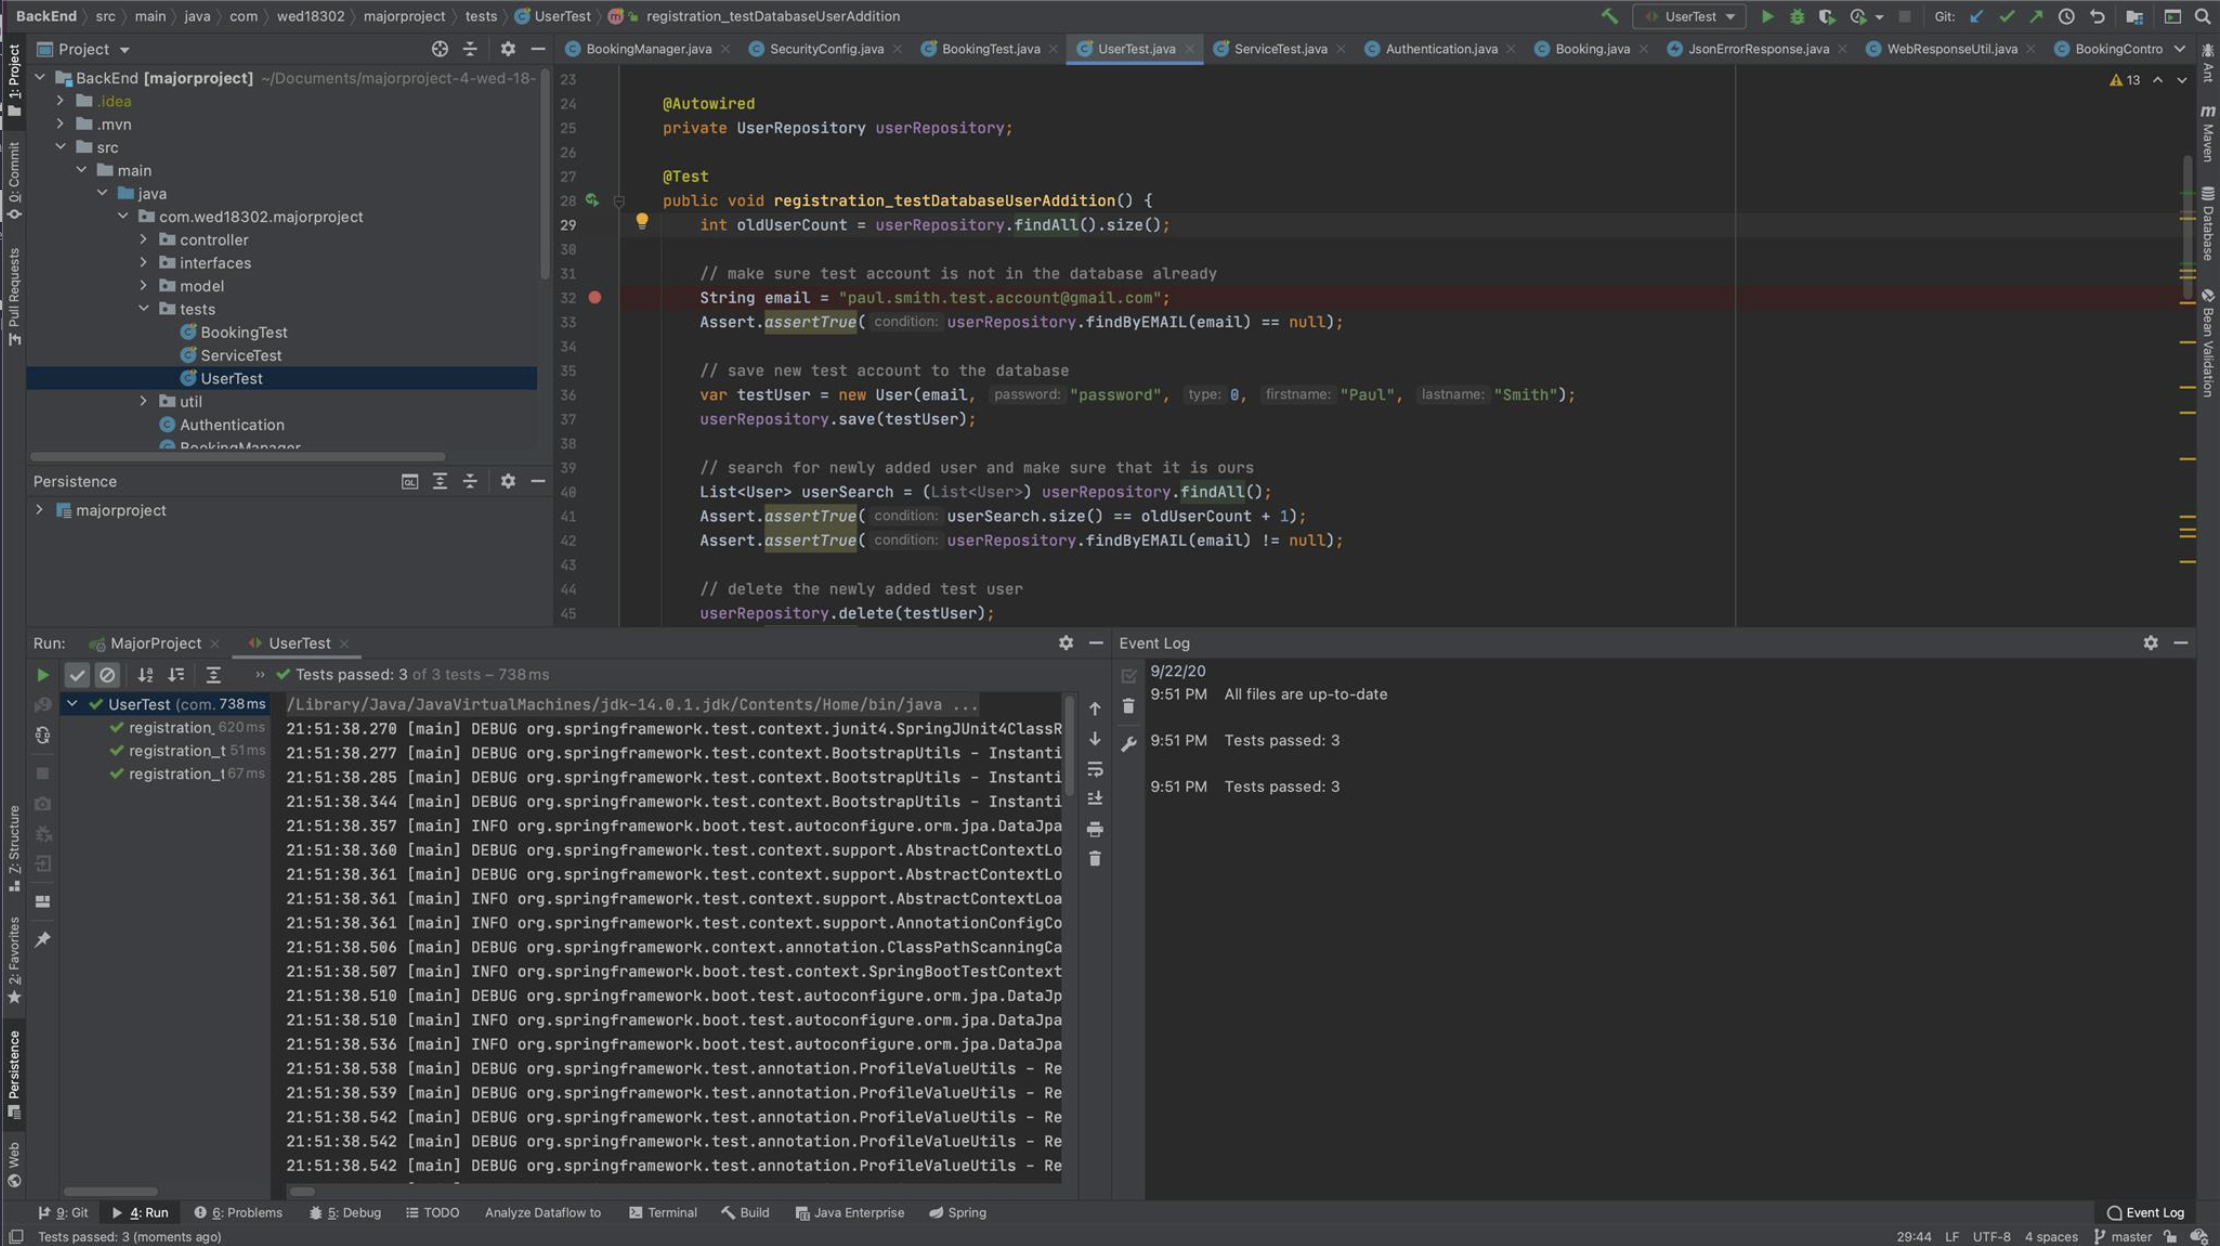 BackEnd src main java com wed18302 majorproject tests UserTest registration_testDatabaseUserAddition
UserTest
Git:
1: Project
0: Commit
Pull Requests
Z: Structure
2: Favorites
Persistence
Web
Project
BackEnd [majorproject] ~/Documents/majorproject-4-wed-18-
.idea
.mvn
src
main
java
com.wed18302.majorproject
controller
interfaces
model
tests
BookingTest
ServiceTest
UserTest
util
Authentication
BookingManager
Persistence
majorproject
BookingManager.java SecurityConfig.java BookingTest.java UserTest.java ServiceTest.java Authentication.java Booking.java JsonErrorResponse.java WebResponseUtil.java BookingContro
13
23
24 @Autowired
25 private UserRepository userRepository;
26
27 @Test
28 public void registration_testDatabaseUserAddition() {
29 int oldUserCount = userRepository.findAll().size();
30
31 // make sure test account is not in the database already
32 String email = "paul.smith.test.account@gmail.com";
33 Assert.assertTrue( condition: userRepository.findByEMAIL(email) == null);
34
35 // save new test account to the database
36 var testUser = new User(email, password: "password", type: 0, firstname: "Paul", lastname: "Smith");
37 userRepository.save(testUser);
38
39 // search for newly added user and make sure that it is ours
40 List<User> userSearch = (List<User>) userRepository.findAll();
41 Assert.assertTrue( condition: userSearch.size() == oldUserCount + 1);
42 Assert.assertTrue( condition: userRepository.findByEMAIL(email) != null);
43
44 // delete the newly added test user
45 userRepository.delete(testUser);
Ant
Maven
Database
Bean Validation
Run: MajorProject UserTest
Tests passed: 3 of 3 tests – 738ms
UserTest (com. 738ms
registration_ 620ms
registration_t 51ms
registration_t 67ms
/Library/Java/JavaVirtualMachines/jdk-14.0.1.jdk/Contents/Home/bin/java ...
21:51:38.270 [main] DEBUG org.springframework.test.context.junit4.SpringJUnit4ClassR
21:51:38.277 [main] DEBUG org.springframework.test.context.BootstrapUtils - Instanti
21:51:38.285 [main] DEBUG org.springframework.test.context.BootstrapUtils - Instanti
21:51:38.344 [main] DEBUG org.springframework.test.context.BootstrapUtils - Instanti
21:51:38.357 [main] INFO org.springframework.boot.test.autoconfigure.orm.jpa.DataJpa
21:51:38.360 [main] DEBUG org.springframework.test.context.support.AbstractContextLo
21:51:38.361 [main] DEBUG org.springframework.test.context.support.AbstractContextLo
21:51:38.361 [main] INFO org.springframework.test.context.support.AbstractContextLoa
21:51:38.361 [main] INFO org.springframework.test.context.support.AnnotationConfigCo
21:51:38.506 [main] DEBUG org.springframework.context.annotation.ClassPathScanningCa
21:51:38.507 [main] INFO org.springframework.boot.test.context.SpringBootTestContext
21:51:38.510 [main] DEBUG org.springframework.boot.test.autoconfigure.orm.jpa.DataJp
21:51:38.510 [main] INFO org.springframework.boot.test.autoconfigure.orm.jpa.DataJpa
21:51:38.536 [main] INFO org.springframework.boot.test.autoconfigure.orm.jpa.DataJpa
21:51:38.538 [main] DEBUG org.springframework.test.annotation.ProfileValueUtils - Re
21:51:38.539 [main] DEBUG org.springframework.test.annotation.ProfileValueUtils - Re
21:51:38.542 [main] DEBUG org.springframework.test.annotation.ProfileValueUtils - Re
21:51:38.542 [main] DEBUG org.springframework.test.annotation.ProfileValueUtils - Re
21:51:38.542 [main] DEBUG org.springframework.test.annotation.ProfileValueUtils - Re
Event Log
9/22/20
9:51 PM All files are up-to-date
9:51 PM Tests passed: 3
9:51 PM Tests passed: 3
9: Git 4: Run 6: Problems 5: Debug TODO Analyze Dataflow to Terminal Build Java Enterprise Spring Event Log
Tests passed: 3 (moments ago) 29:44 LF UTF-8 4 spaces master